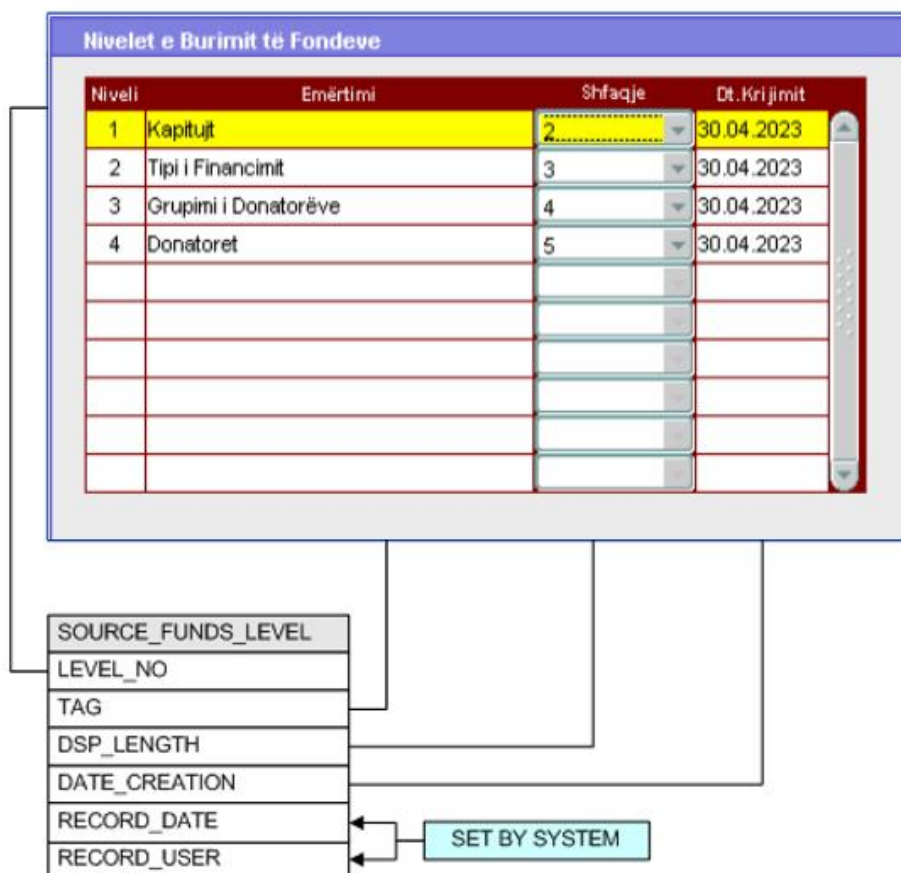 Nivelet e Burimit të Fondeve
Niveli Emërtimi Shfaqje Dt.Krijimit
1 Kapitujt 2 30.04.2023
2 Tipi i Financimit 3 30.04.2023
3 Grupimi i Donatorëve 4 30.04.2023
4 Donatoret 5 30.04.2023
SOURCE_FUNDS_LEVEL
LEVEL_NO
TAG
DSP_LENGTH
DATE_CREATION
RECORD_DATE
RECORD_USER
SET BY SYSTEM